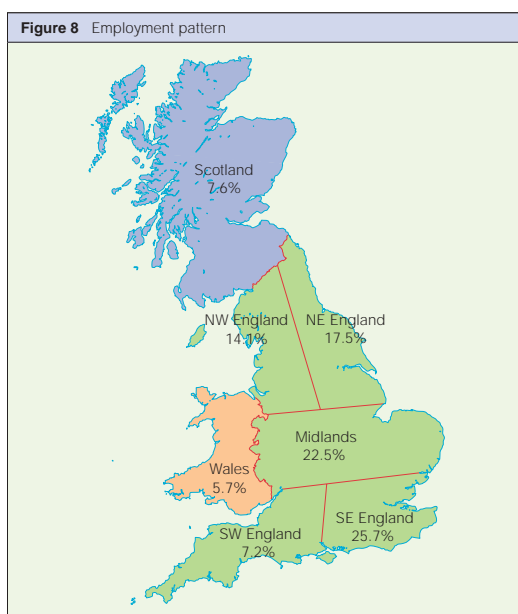 Figure 8 Employment pattern
Scotland
7.6%
NW England
14.1%
NE England
17.5%
Midlands
22.5%
Wales
5.7%
SE England
25.7%
SW England
7.2%